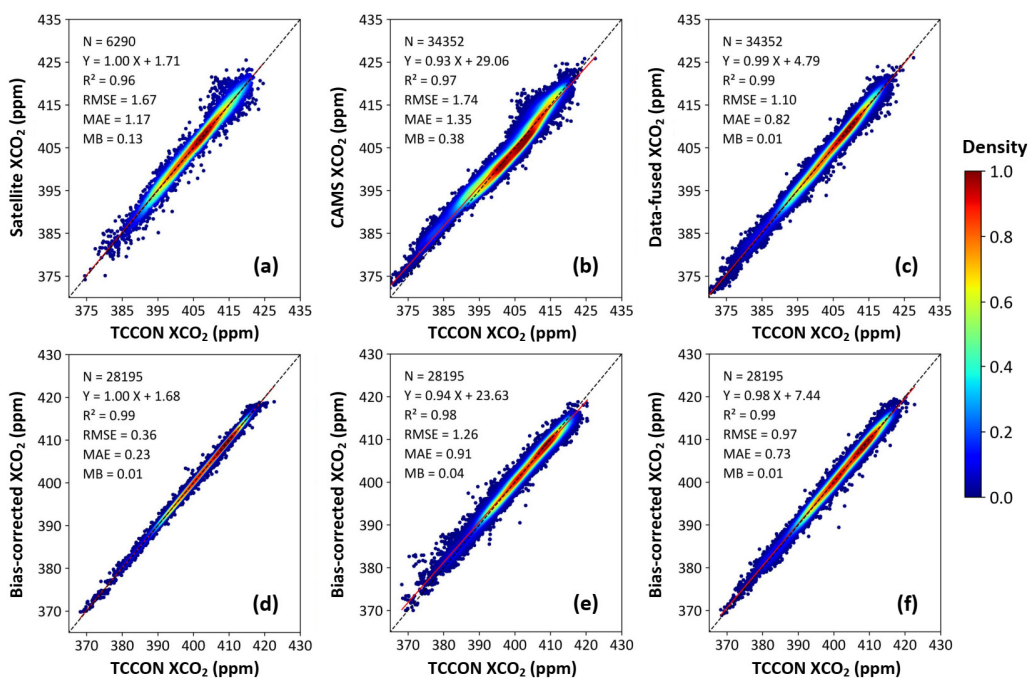 435
425
415
405
395
385
375
Satellite XCO₂ (ppm)
N = 6290
Y = 1.00 X + 1.71
R² = 0.96
RMSE = 1.67
MAE = 1.17
MB = 0.13
(a)
375 385 395 405 415 425 435
TCCON XCO₂ (ppm)
435
425
415
405
395
385
375
CAMS XCO₂ (ppm)
N = 34352
Y = 0.93 X + 29.06
R² = 0.97
RMSE = 1.74
MAE = 1.35
MB = 0.38
(b)
375 385 395 405 415 425 435
TCCON XCO₂ (ppm)
435
425
415
405
395
385
375
Data-fused XCO₂ (ppm)
N = 34352
Y = 0.99 X + 4.79
R² = 0.99
RMSE = 1.10
MAE = 0.82
MB = 0.01
(c)
375 385 395 405 415 425 435
TCCON XCO₂ (ppm)
Density
1.0
0.8
0.6
0.4
0.2
0.0
430
420
410
400
390
380
370
Bias-corrected XCO₂ (ppm)
N = 28195
Y = 1.00 X + 1.68
R² = 0.99
RMSE = 0.36
MAE = 0.23
MB = 0.01
(d)
370 380 390 400 410 420 430
TCCON XCO₂ (ppm)
430
420
410
400
390
380
370
Bias-corrected XCO₂ (ppm)
N = 28195
Y = 0.94 X + 23.63
R² = 0.98
RMSE = 1.26
MAE = 0.91
MB = 0.04
(e)
370 380 390 400 410 420 430
TCCON XCO₂ (ppm)
430
420
410
400
390
380
370
Bias-corrected XCO₂ (ppm)
N = 28195
Y = 0.98 X + 7.44
R² = 0.99
RMSE = 0.97
MAE = 0.73
MB = 0.01
(f)
370 380 390 400 410 420 430
TCCON XCO₂ (ppm)